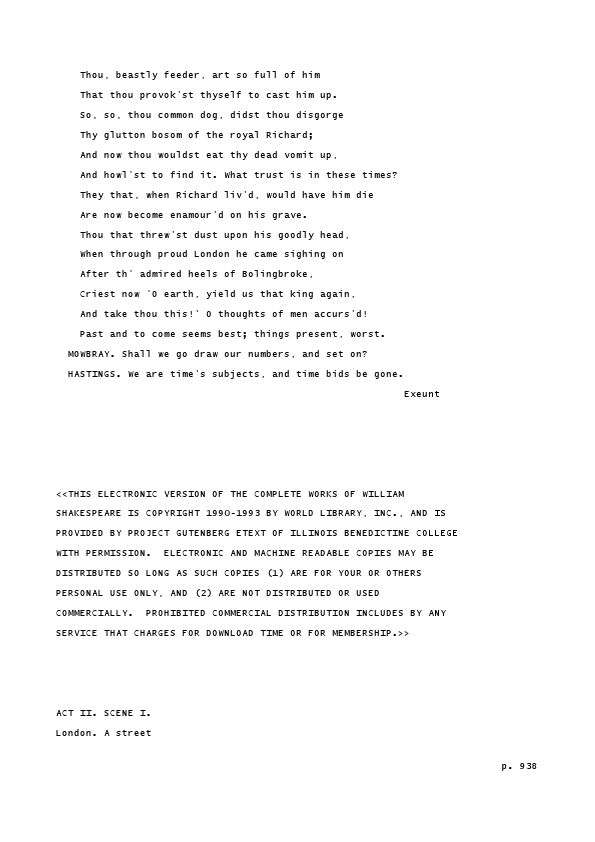 Thou, beastly feeder, art so full of him
That thou provok'st thyself to cast him up.
So, so, thou common dog, didst thou disgorge
Thy glutton bosom of the royal Richard;
And now thou wouldst eat thy dead vomit up,
And howl'st to find it. What trust is in these times?
They that, when Richard liv'd, would have him die
Are now become enamour'd on his grave.
Thou that threw'st dust upon his goodly head,
When through proud London he came sighing on
After th' admired heels of Bolingbroke,
Criest now 'O earth, yield us that king again,
And take thou this!' O thoughts of men accurs'd!
Past and to come seems best; things present, worst.
MOWBRAY. Shall we go draw our numbers, and set on?
HASTINGS. We are time's subjects, and time bids be gone.
Exeunt
<<THIS ELECTRONIC VERSION OF THE COMPLETE WORKS OF WILLIAM
SHAKESPEARE IS COPYRIGHT 1990-1993 BY WORLD LIBRARY, INC., AND IS
PROVIDED BY PROJECT GUTENBERG ETEXT OF ILLINOIS BENEDICTINE COLLEGE
WITH PERMISSION.  ELECTRONIC AND MACHINE READABLE COPIES MAY BE
DISTRIBUTED SO LONG AS SUCH COPIES (1) ARE FOR YOUR OR OTHERS
PERSONAL USE ONLY, AND (2) ARE NOT DISTRIBUTED OR USED
COMMERCIALLY.  PROHIBITED COMMERCIAL DISTRIBUTION INCLUDES BY ANY
SERVICE THAT CHARGES FOR DOWNLOAD TIME OR FOR MEMBERSHIP.>>
ACT II. SCENE I.
London. A street
p. 938